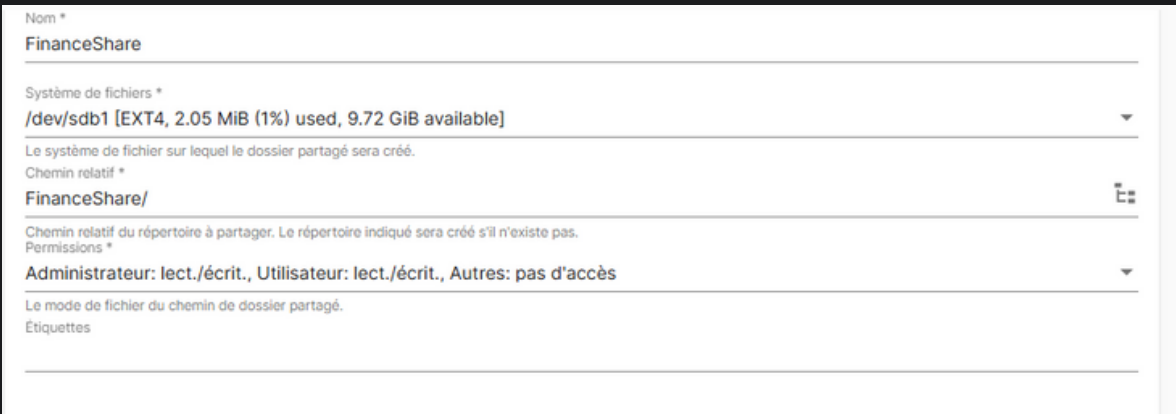 Nom *
FinanceShare
Système de fichiers *
/dev/sdb1 [EXT4, 2.05 MiB (1%) used, 9.72 GiB available]
Le système de fichier sur lequel le dossier partagé sera créé.
Chemin relatif *
FinanceShare/
Chemin relatif du répertoire à partager. Le répertoire indiqué sera créé s'il n'existe pas.
Permissions *
Administrateur: lect./écrit., Utilisateur: lect./écrit., Autres: pas d'accès
Le mode de fichier du chemin de dossier partagé.
Étiquettes